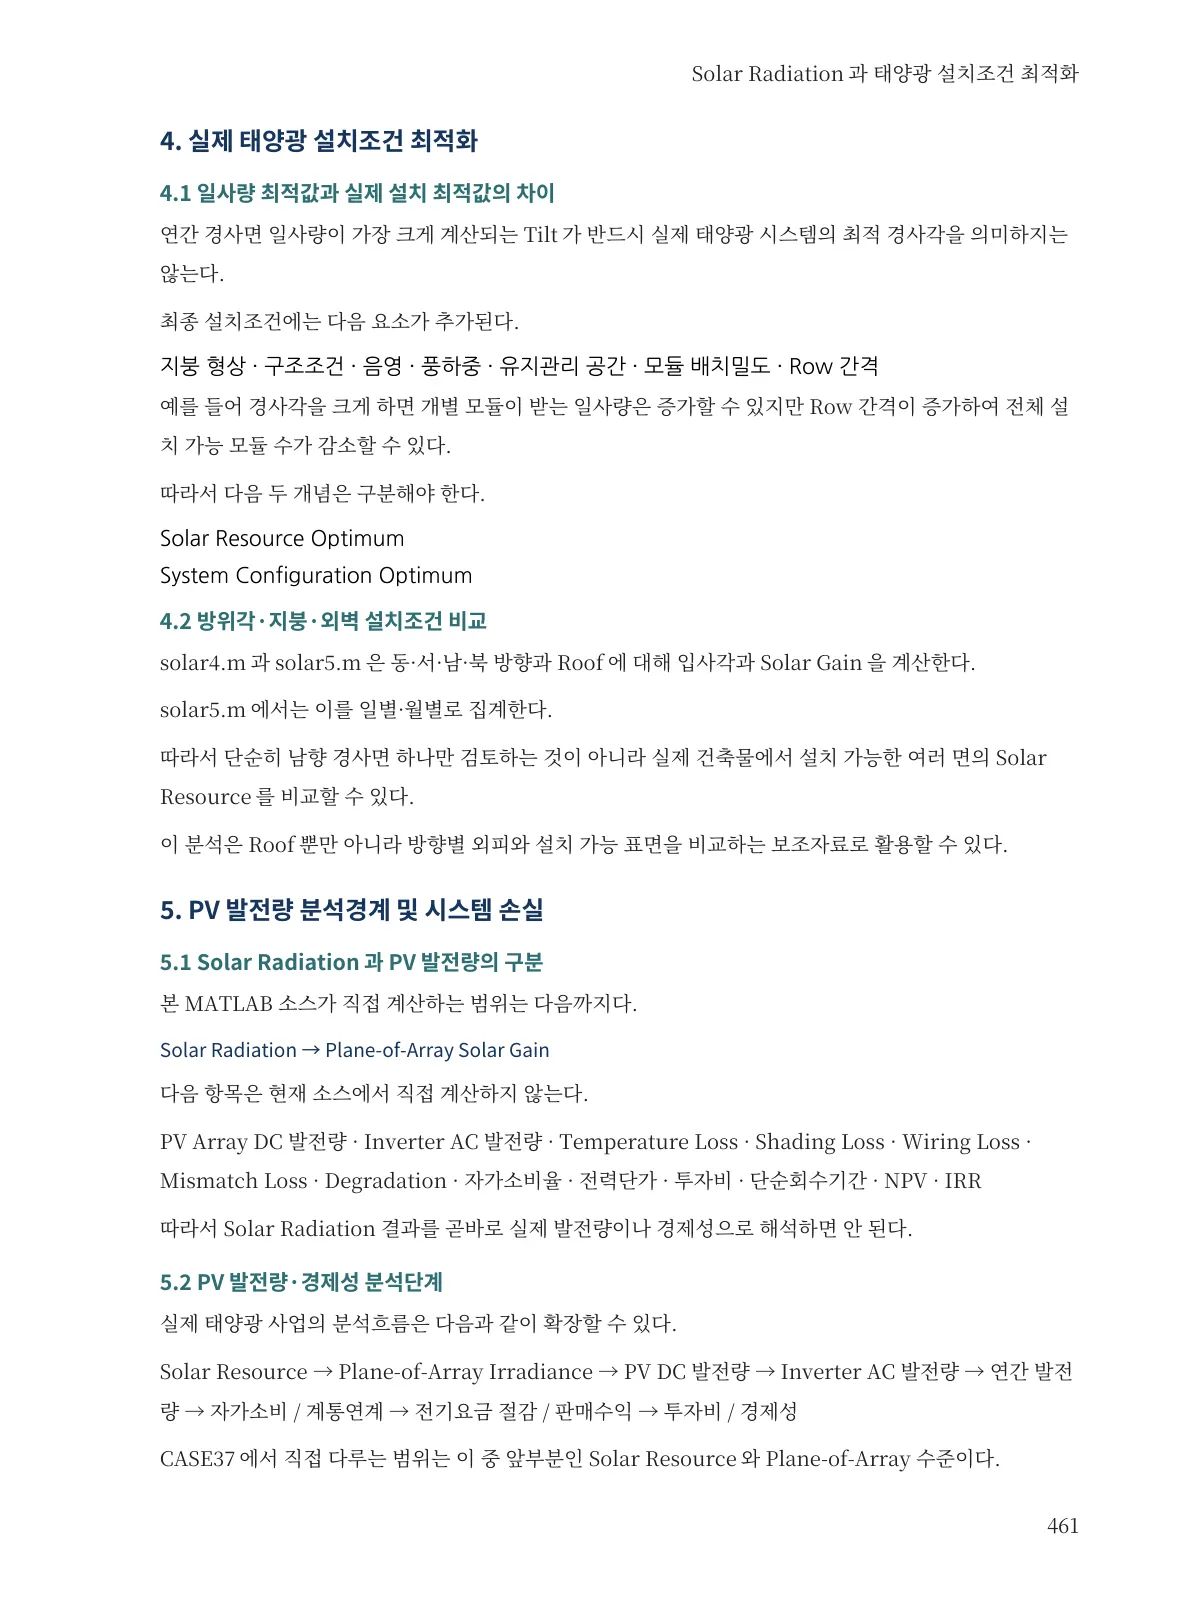 Solar Radiation 과 태양광 설치조건 최적화
4. 실제 태양광 설치조건 최적화
4.1 일사량 최적값과 실제 설치 최적값의 차이
연간 경사면 일사량이 가장 크게 계산되는 Tilt 가 반드시 실제 태양광 시스템의 최적 경사각을 의미하지는
않는다.
최종 설치조건에는 다음 요소가 추가된다.
지붕 형상 · 구조조건 · 음영 · 풍하중 · 유지관리 공간 · 모듈 배치밀도 · Row 간격
예를 들어 경사각을 크게 하면 개별 모듈이 받는 일사량은 증가할 수 있지만 Row 간격이 증가하여 전체 설
치 가능 모듈 수가 감소할 수 있다.
따라서 다음 두 개념은 구분해야 한다.
Solar Resource Optimum
System Configuration Optimum
4.2 방위각·지붕·외벽 설치조건 비교
solar4.m 과 solar5.m 은 동·서·남·북 방향과 Roof 에 대해 입사각과 Solar Gain 을 계산한다.
solar5.m 에서는 이를 일별·월별로 집계한다.
따라서 단순히 남향 경사면 하나만 검토하는 것이 아니라 실제 건축물에서 설치 가능한 여러 면의 Solar
Resource 를 비교할 수 있다.
이 분석은 Roof 뿐만 아니라 방향별 외피와 설치 가능 표면을 비교하는 보조자료로 활용할 수 있다.
5. PV 발전량 분석경계 및 시스템 손실
5.1 Solar Radiation 과 PV 발전량의 구분
본 MATLAB 소스가 직접 계산하는 범위는 다음까지다.
Solar Radiation → Plane-of-Array Solar Gain
다음 항목은 현재 소스에서 직접 계산하지 않는다.
PV Array DC 발전량 · Inverter AC 발전량 · Temperature Loss · Shading Loss · Wiring Loss ·
Mismatch Loss · Degradation · 자가소비율 · 전력단가 · 투자비 · 단순회수기간 · NPV · IRR
따라서 Solar Radiation 결과를 곧바로 실제 발전량이나 경제성으로 해석하면 안 된다.
5.2 PV 발전량·경제성 분석단계
실제 태양광 사업의 분석흐름은 다음과 같이 확장할 수 있다.
Solar Resource → Plane-of-Array Irradiance → PV DC 발전량 → Inverter AC 발전량 → 연간 발전
량 → 자가소비 / 계통연계 → 전기요금 절감 / 판매수익 → 투자비 / 경제성
CASE37 에서 직접 다루는 범위는 이 중 앞부분인 Solar Resource 와 Plane-of-Array 수준이다.
461